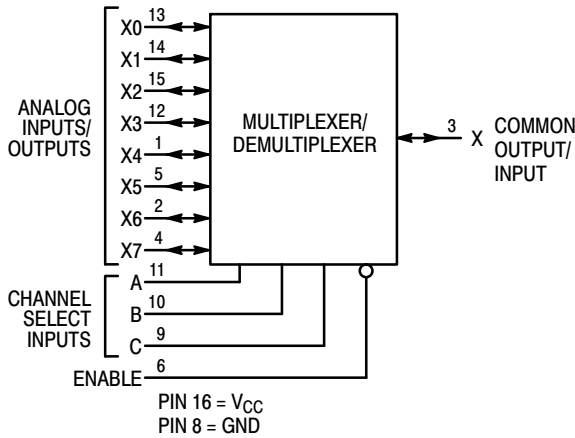 X0 13
X1 14
X2 15
X3 12
X4 1
X5 5
X6 2
X7 4
ANALOG
INPUTS/
OUTPUTS
MULTIPLEXER/
DEMULTIPLEXER
3
X
COMMON
OUTPUT/
INPUT
CHANNEL
SELECT
INPUTS
A 11
B 10
C 9
ENABLE 6
PIN 16 = VCC
PIN 8 = GND